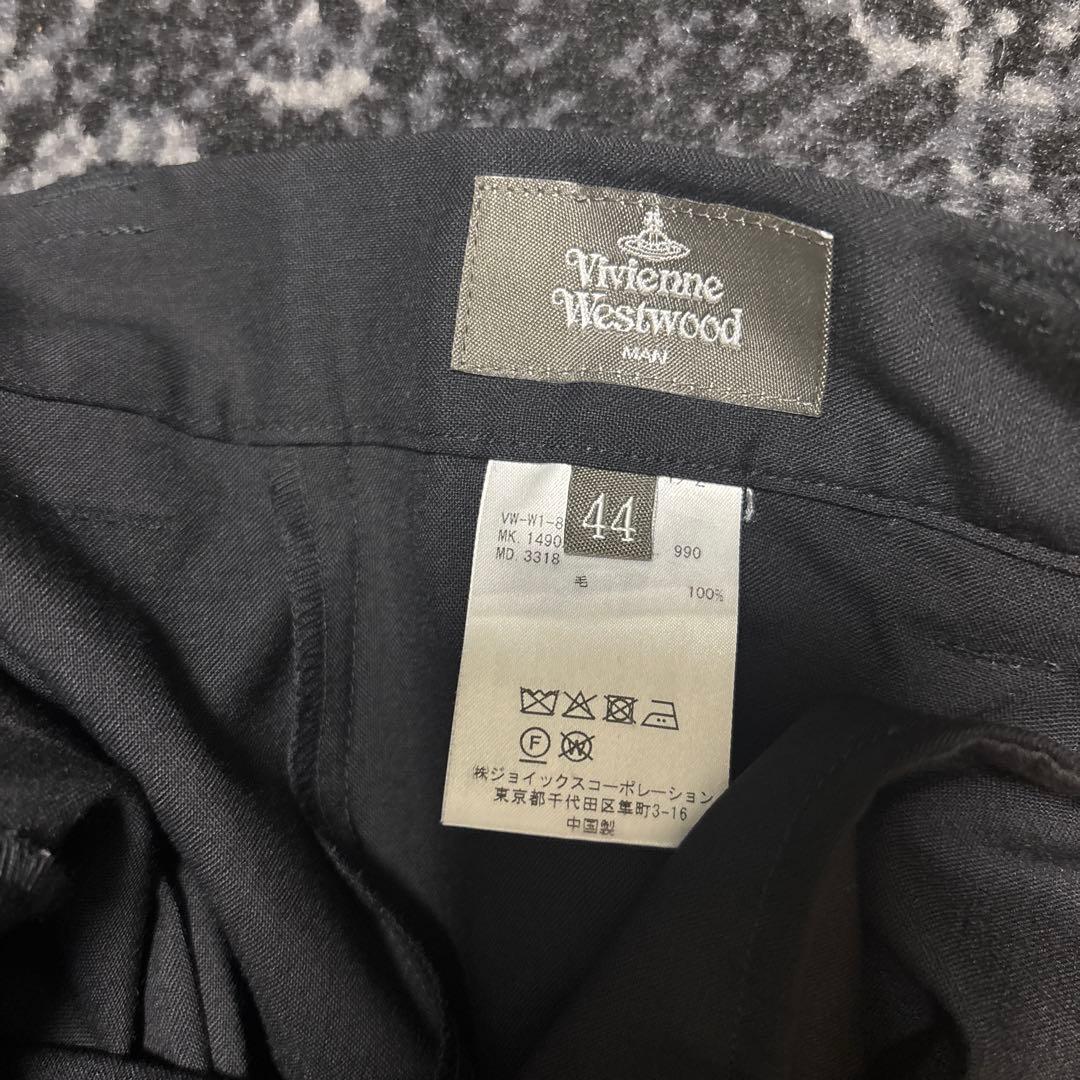 Vivienne
Westwood
MAN
44
VW-W1-8
MK. 1490
MD. 3318
990
毛 100%
F
W
㈱ジョイックスコーポレーション
東京都千代田区隼町3-16
中国製